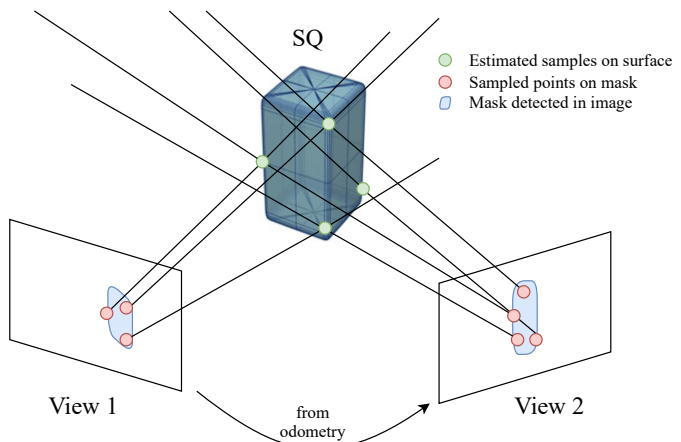 SQ
Estimated samples on surface
Sampled points on mask
Mask detected in image
View 1
from
odometry
View 2